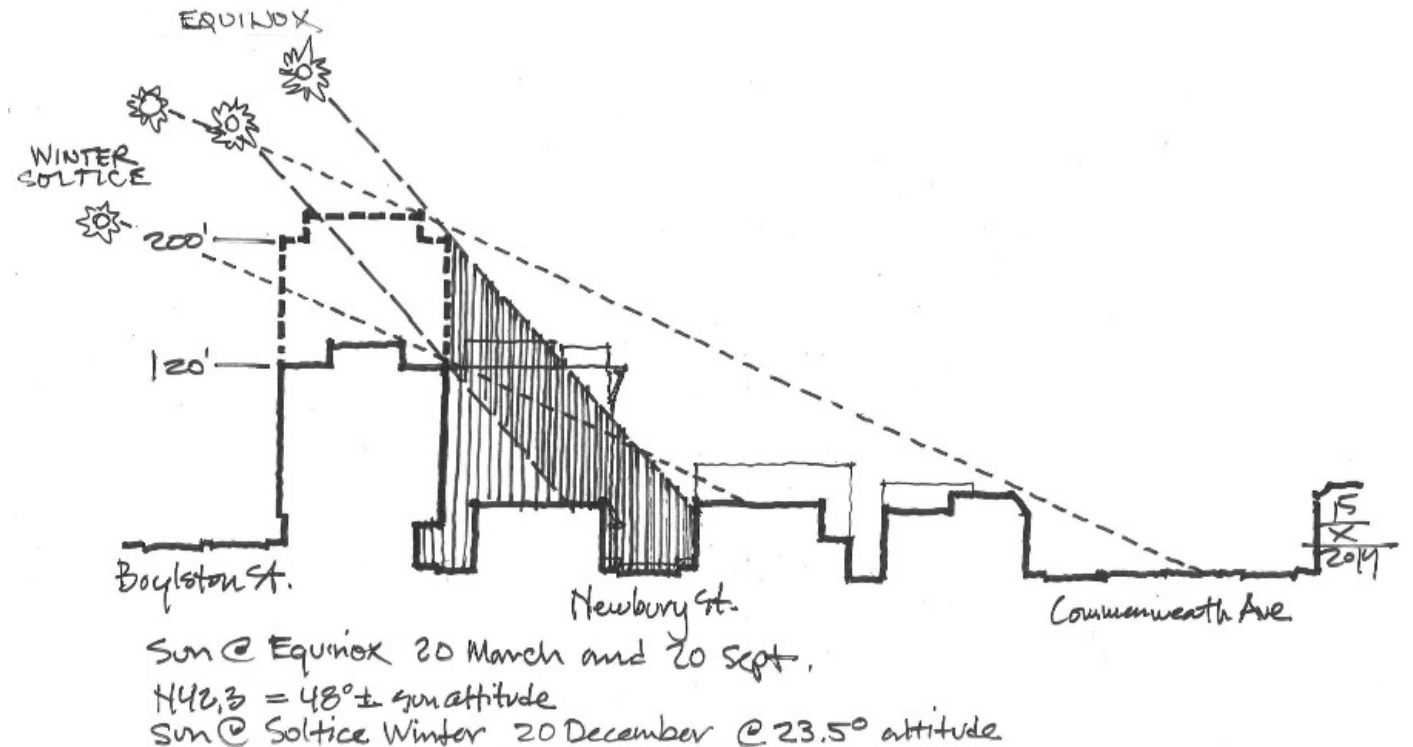 EQUINOX
WINTER
SOLTICE
200'
120'
15
X
2014
Boylston St.
Newbury St.
Commonweath Ave
Sun @ Equinox 20 March and 20 Sept.
N42.3 = 48°± sun attitude
Sun @ Soltice Winter 20 December @ 23.5° attitude